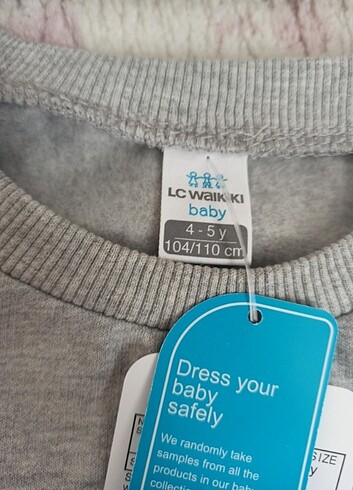 LC WAIKIKI
baby
4 - 5 y
104/110 cm
Dress your
baby
safely
We randomly take
samples from all the
products in our baby
SIZE